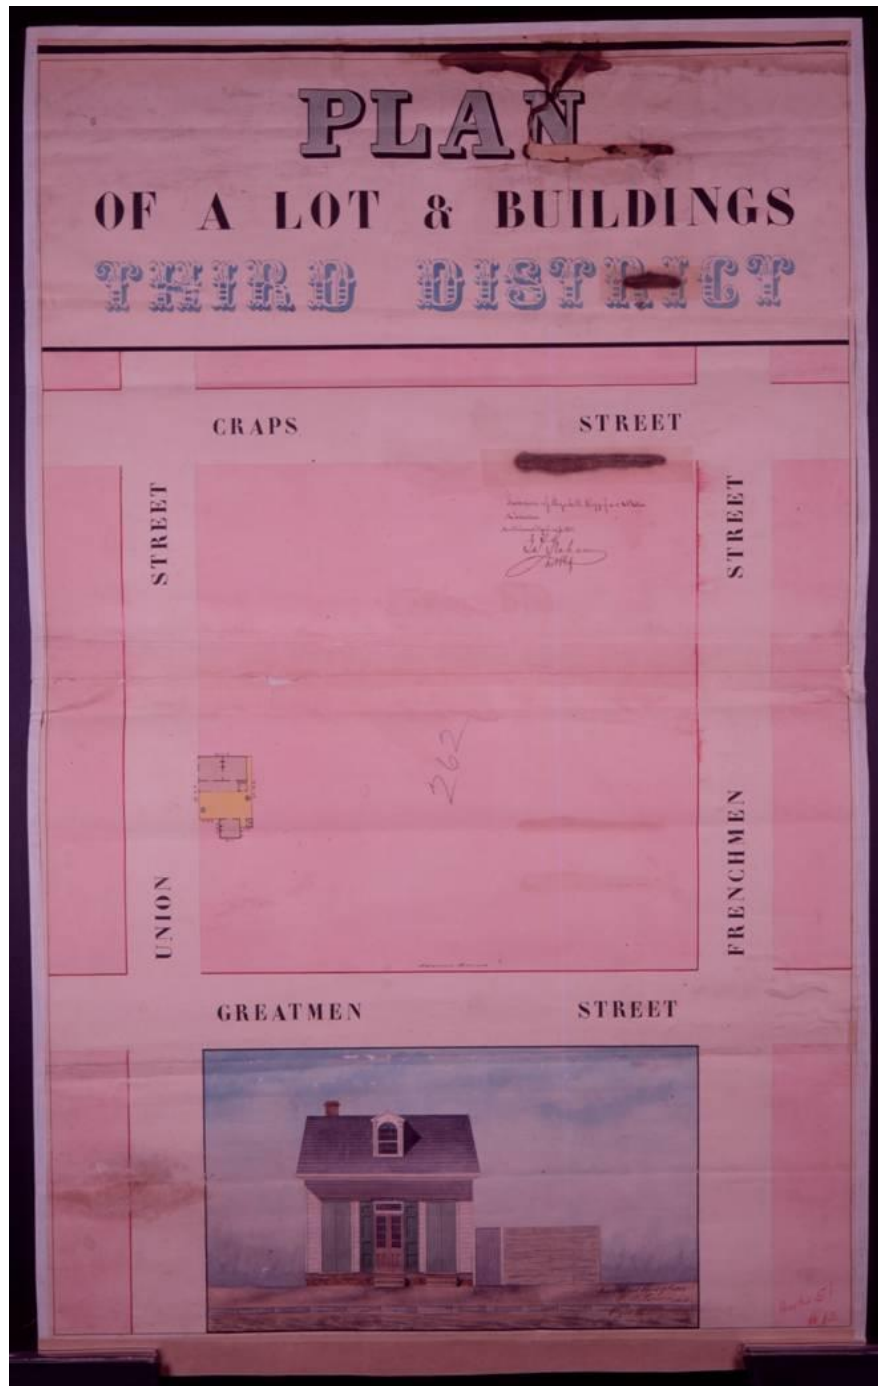 PLAN
OF A LOT & BUILDINGS
THIRD DISTRICT
CRAPS STREET
STREET
STREET
262
UNION
FRENCHMEN
GREATMEN STREET